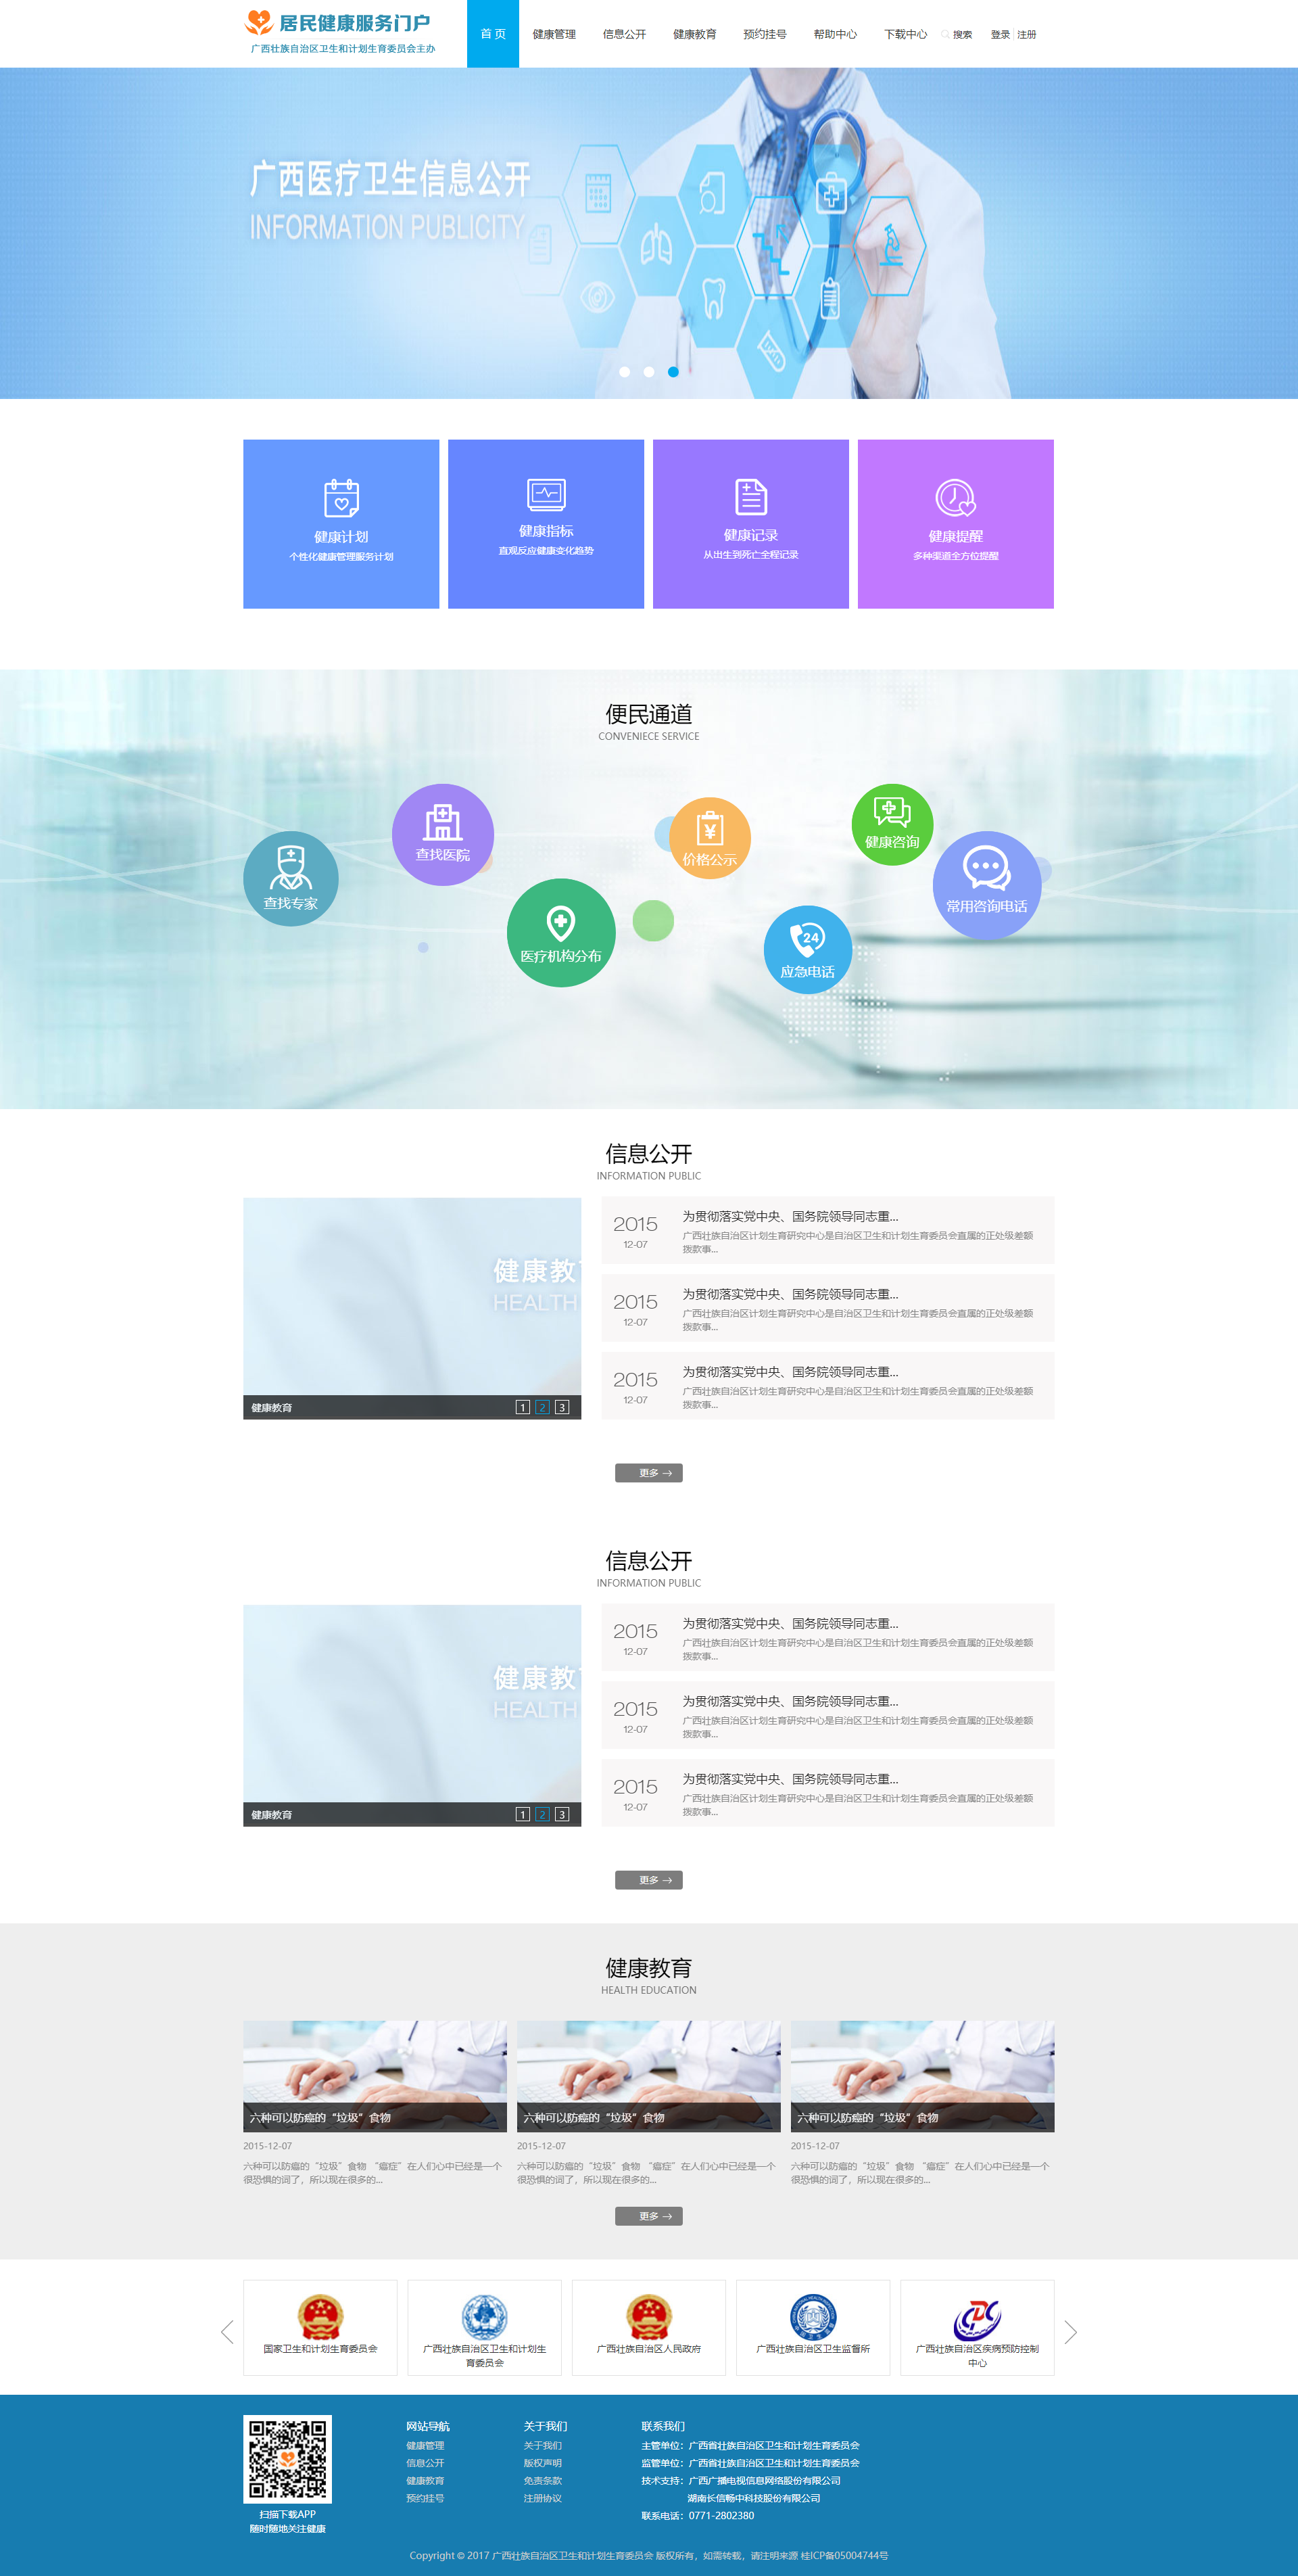 居民健康服务门户
广西壮族自治区卫生和计划生育委员会主办
首 页 健康管理 信息公开 健康教育 预约挂号 帮助中心 下载中心 搜索 登录 注册
广西医疗卫生信息公开
INFORMATION PUBLICITY
健康计划
个性化健康管理服务计划
健康指标
直观反应健康变化趋势
健康记录
从出生到死亡全程记录
健康提醒
多种渠道全方位提醒
便民通道
CONVENIECE SERVICE
查找专家
查找医院
医疗机构分布
价格公示
24
应急电话
健康咨询
常用咨询电话
信息公开
INFORMATION PUBLIC
健康教育
HEALTH
健康教育 1 2 3
2015
12-07
为贯彻落实党中央、国务院领导同志重...
广西壮族自治区计划生育研究中心是自治区卫生和计划生育委员会直属的正处级差额
拨款事...
2015
12-07
为贯彻落实党中央、国务院领导同志重...
广西壮族自治区计划生育研究中心是自治区卫生和计划生育委员会直属的正处级差额
拨款事...
2015
12-07
为贯彻落实党中央、国务院领导同志重...
广西壮族自治区计划生育研究中心是自治区卫生和计划生育委员会直属的正处级差额
拨款事...
更多
信息公开
INFORMATION PUBLIC
健康教育
HEALTH
健康教育 1 2 3
2015
12-07
为贯彻落实党中央、国务院领导同志重...
广西壮族自治区计划生育研究中心是自治区卫生和计划生育委员会直属的正处级差额
拨款事...
2015
12-07
为贯彻落实党中央、国务院领导同志重...
广西壮族自治区计划生育研究中心是自治区卫生和计划生育委员会直属的正处级差额
拨款事...
2015
12-07
为贯彻落实党中央、国务院领导同志重...
广西壮族自治区计划生育研究中心是自治区卫生和计划生育委员会直属的正处级差额
拨款事...
更多
健康教育
HEALTH EDUCATION
六种可以防癌的“垃圾”食物
2015-12-07
六种可以防癌的“垃圾”食物 “癌症”在人们心中已经是一个
很恐惧的词了，所以现在很多的...
六种可以防癌的“垃圾”食物
2015-12-07
六种可以防癌的“垃圾”食物 “癌症”在人们心中已经是一个
很恐惧的词了，所以现在很多的...
六种可以防癌的“垃圾”食物
2015-12-07
六种可以防癌的“垃圾”食物 “癌症”在人们心中已经是一个
很恐惧的词了，所以现在很多的...
更多
国家卫生和计划生育委员会
广西壮族自治区卫生和计划生
育委员会
广西壮族自治区人民政府
广西壮族自治区卫生监督所
广西壮族自治区疾病预防控制
中心
扫描下载APP
随时随地关注健康
网站导航
健康管理
信息公开
健康教育
预约挂号
关于我们
关于我们
版权声明
免责条款
注册协议
联系我们
主管单位：广西省壮族自治区卫生和计划生育委员会
监管单位：广西省壮族自治区卫生和计划生育委员会
技术支持：广西广播电视信息网络股份有限公司
湖南长信畅中科技股份有限公司
联系电话：0771-2802380
Copyright © 2017 广西壮族自治区卫生和计划生育委员会 版权所有，如需转载，请注明来源 桂ICP备05004744号